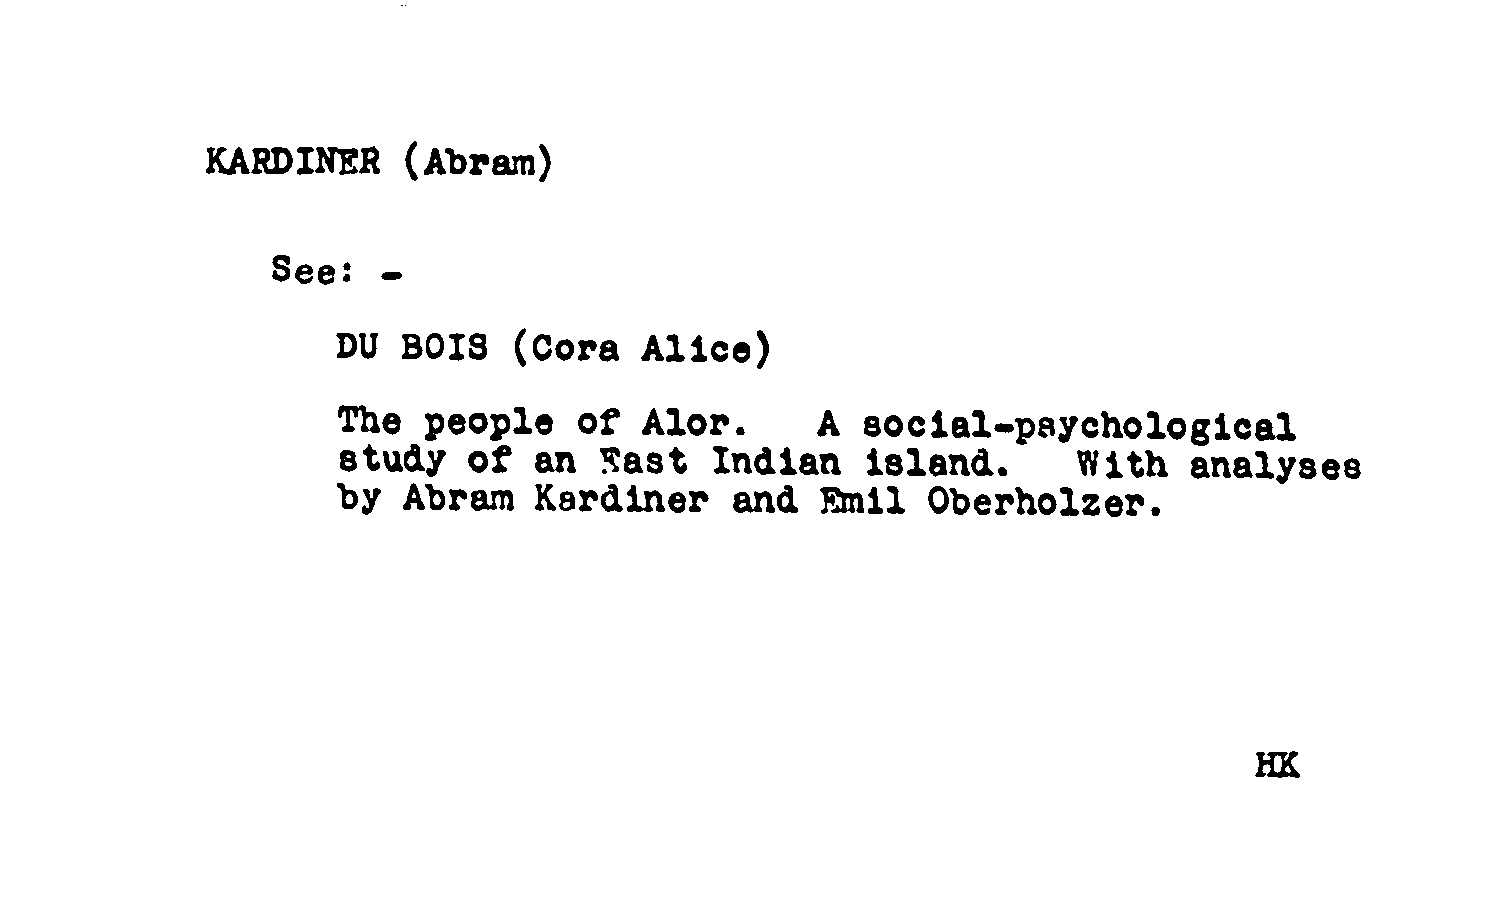 KARDINER (Abram)
See: -
DU BOIS (Cora Alice)
The people of Alor. A social-psychological
study of an East Indian island. With analyses
by Abram Kardiner and Emil Oberholzer.
HK